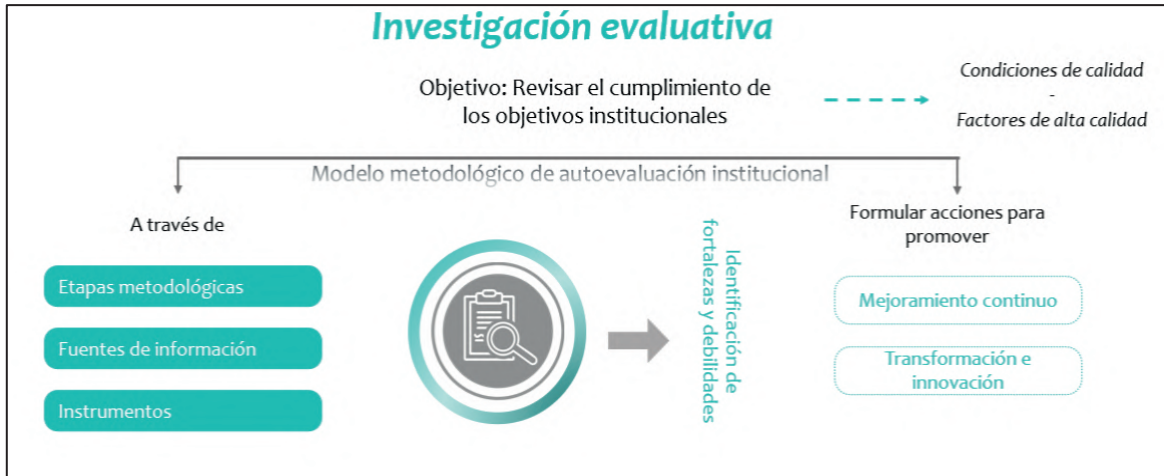 Investigación evaluativa
Objetivo: Revisar el cumplimiento de
los objetivos institucionales
Condiciones de calidad
-
Factores de alta calidad
Modelo metodológico de autoevaluación institucional
A través de
Etapas metodológicas
Fuentes de información
Instrumentos
Identificación de
fortalezas y debilidades
Formular acciones para
promover
Mejoramiento continuo
Transformación e
innovación